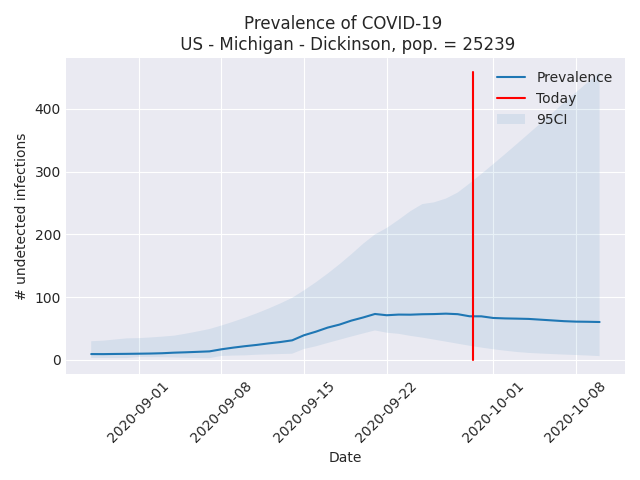 Prevalence of COVID-19
US - Michigan - Dickinson, pop. = 25239
Prevalence
Today
95CI
# undetected infections
400
300
200
100
0
2020-09-01
2020-09-08
2020-09-15
2020-09-22
2020-10-01
2020-10-08
Date